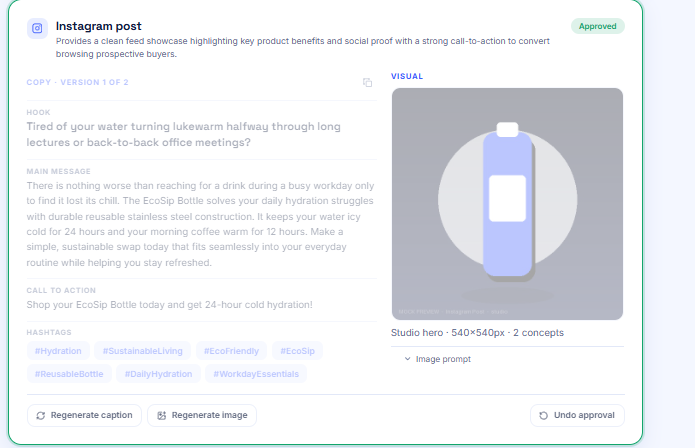 Instagram post
Approved
Provides a clean feed showcase highlighting key product benefits and social proof with a strong call-to-action to convert
browsing prospective buyers.
COPY · VERSION 1 OF 2
HOOK
Tired of your water turning lukewarm halfway through long
lectures or back-to-back office meetings?
MAIN MESSAGE
There is nothing worse than reaching for a drink during a busy workday only
to find it lost its chill. The EcoSip Bottle solves your daily hydration struggles
with durable reusable stainless steel construction. It keeps your water icy
cold for 24 hours and your morning coffee warm for 12 hours. Make a
simple, sustainable swap today that fits seamlessly into your everyday
routine while helping you stay refreshed.
CALL TO ACTION
Shop your EcoSip Bottle today and get 24-hour cold hydration!
HASHTAGS
#Hydration #SustainableLiving #EcoFriendly #EcoSip
#ReusableBottle #DailyHydration #WorkdayEssentials
VISUAL
Studio hero · 540×540px · 2 concepts
Image prompt
Regenerate caption
Regenerate image
Undo approval